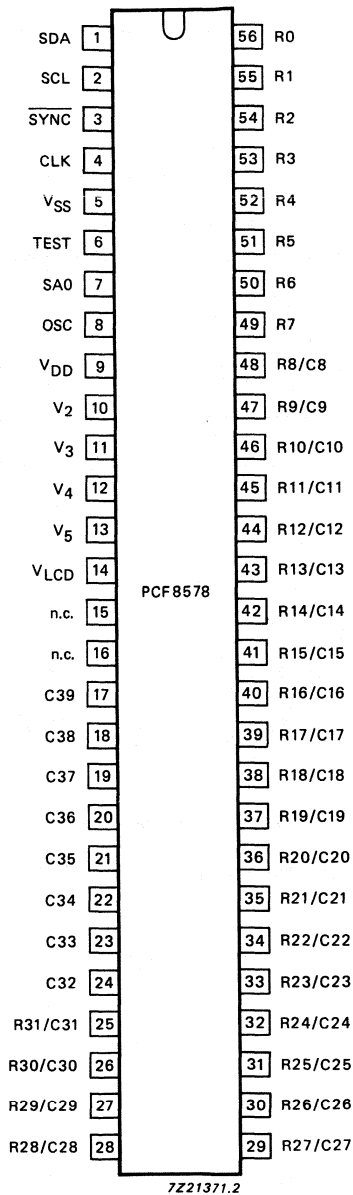 SDA 1 56 R0
SCL 2 55 R1
S̅Y̅N̅C̅ 3 54 R2
CLK 4 53 R3
VSS 5 52 R4
TEST 6 51 R5
SA0 7 50 R6
OSC 8 49 R7
VDD 9 48 R8/C8
V2 10 47 R9/C9
V3 11 46 R10/C10
V4 12 45 R11/C11
V5 13 44 R12/C12
VLCD 14 43 R13/C13
PCF8578
n.c. 15 42 R14/C14
n.c. 16 41 R15/C15
C39 17 40 R16/C16
C38 18 39 R17/C17
C37 19 38 R18/C18
C36 20 37 R19/C19
C35 21 36 R20/C20
C34 22 35 R21/C21
C33 23 34 R22/C22
C32 24 33 R23/C23
R31/C31 25 32 R24/C24
R30/C30 26 31 R25/C25
R29/C29 27 30 R26/C26
R28/C28 28 29 R27/C27
7Z21371.2